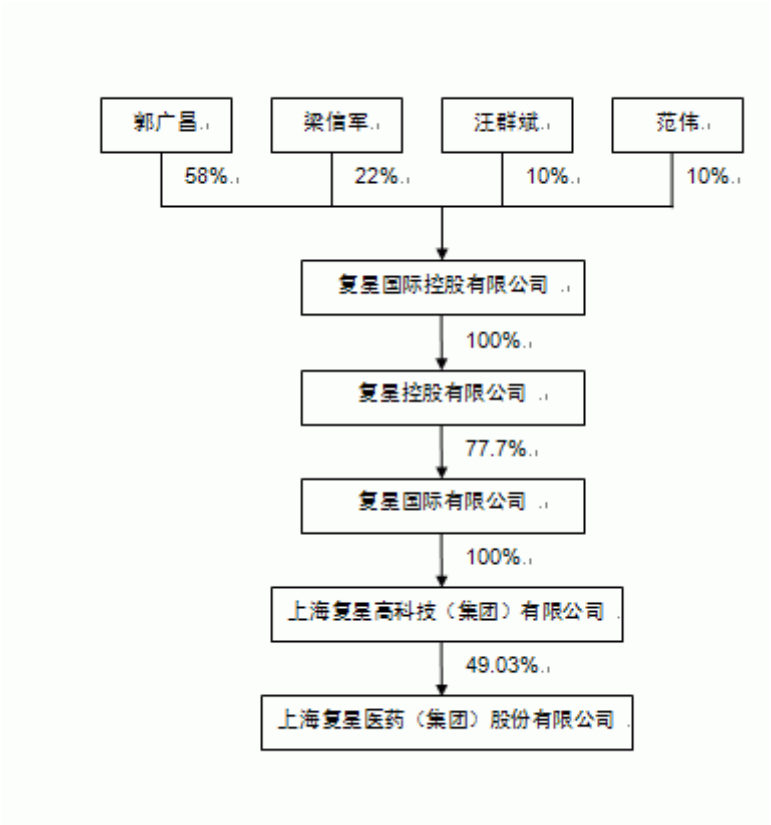 郭广昌 梁信军 汪群斌 范伟
58% 22% 10% 10%
复星国际控股有限公司
100%
复星控股有限公司
77.7%
复星国际有限公司
100%
上海复星高科技（集团）有限公司
49.03%
上海复星医药（集团）股份有限公司